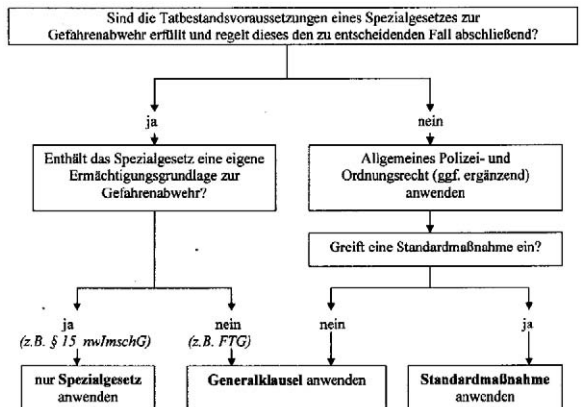 Sind die Tatbestandsvoraussetzungen eines Spezialgesetzes zur
Gefahrenabwehr erfüllt und regelt dieses den zu entscheidenden Fall abschließend?
ja
nein
Enthält das Spezialgesetz eine eigene
Ermächtigungsgrundlage zur
Gefahrenabwehr?
Allgemeines Polizei- und
Ordnungsrecht (ggf. ergänzend)
anwenden
Greift eine Standardmaßnahme ein?
ja
(z.B. § 15 nwImschG)
nein
(z.B. FTG)
nein
ja
nur Spezialgesetz
anwenden
Generalklausel anwenden
Standardmaßnahme
anwenden